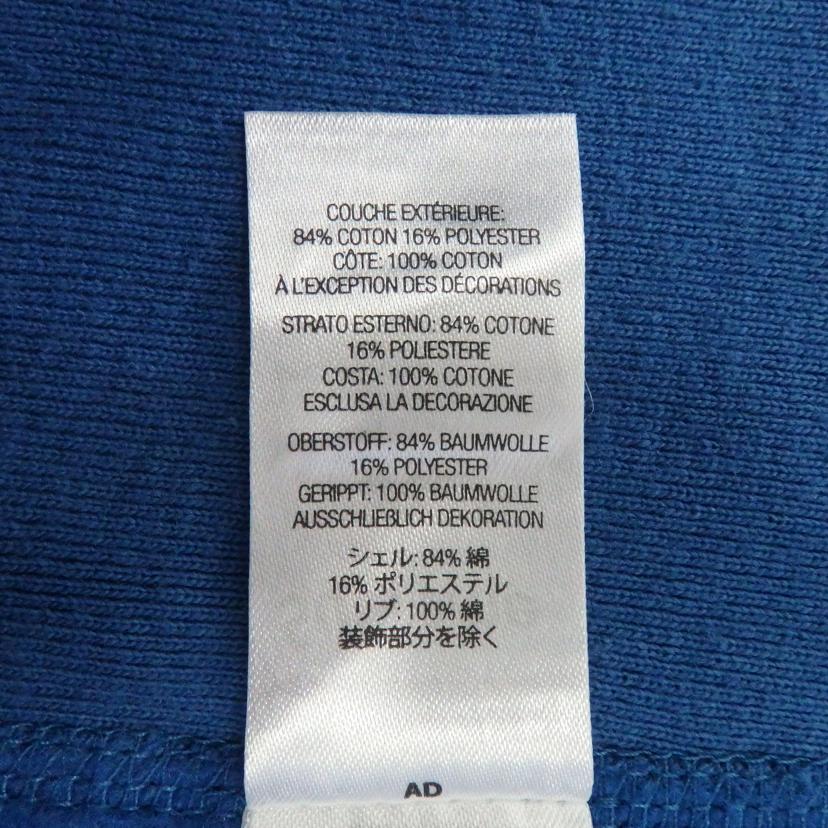 COUCHE EXTÉRIEURE:
84% COTON 16% POLYESTER
CÔTE: 100% COTON
À L'EXCEPTION DES DÉCORATIONS
STRATO ESTERNO: 84% COTONE
16% POLIESTERE
COSTA: 100% COTONE
ESCLUSA LA DECORAZIONE
OBERSTOFF: 84% BAUMWOLLE
16% POLYESTER
GERIPPT: 100% BAUMWOLLE
AUSSCHLIEßLICH DEKORATION
シェル: 84% 綿
16% ポリエステル
リブ: 100% 綿
装飾部分を除く
AD